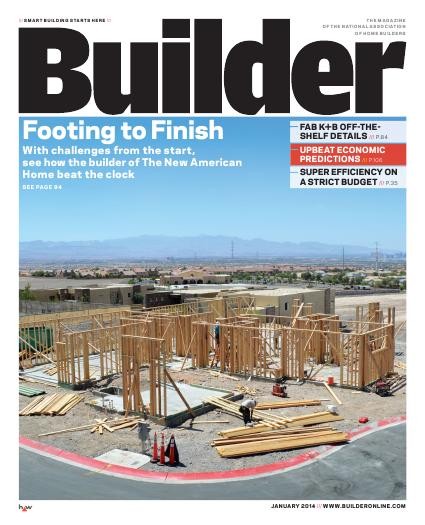 /// SMART BUILDING STARTS HERE ///
THE MAGAZINE
OF THE NATIONAL ASSOCIATION
OF HOME BUILDERS
Builder
Footing to Finish
With challenges from the start,
see how the builder of The New American
Home beat the clock
SEE PAGE 94
FAB K+B OFF-THE-
SHELF DETAILS /// P.84
UPBEAT ECONOMIC
PREDICTIONS /// P.106
SUPER EFFICIENCY ON
A STRICT BUDGET /// P.35
JANUARY 2014 /// WWW.BUILDERONLINE.COM